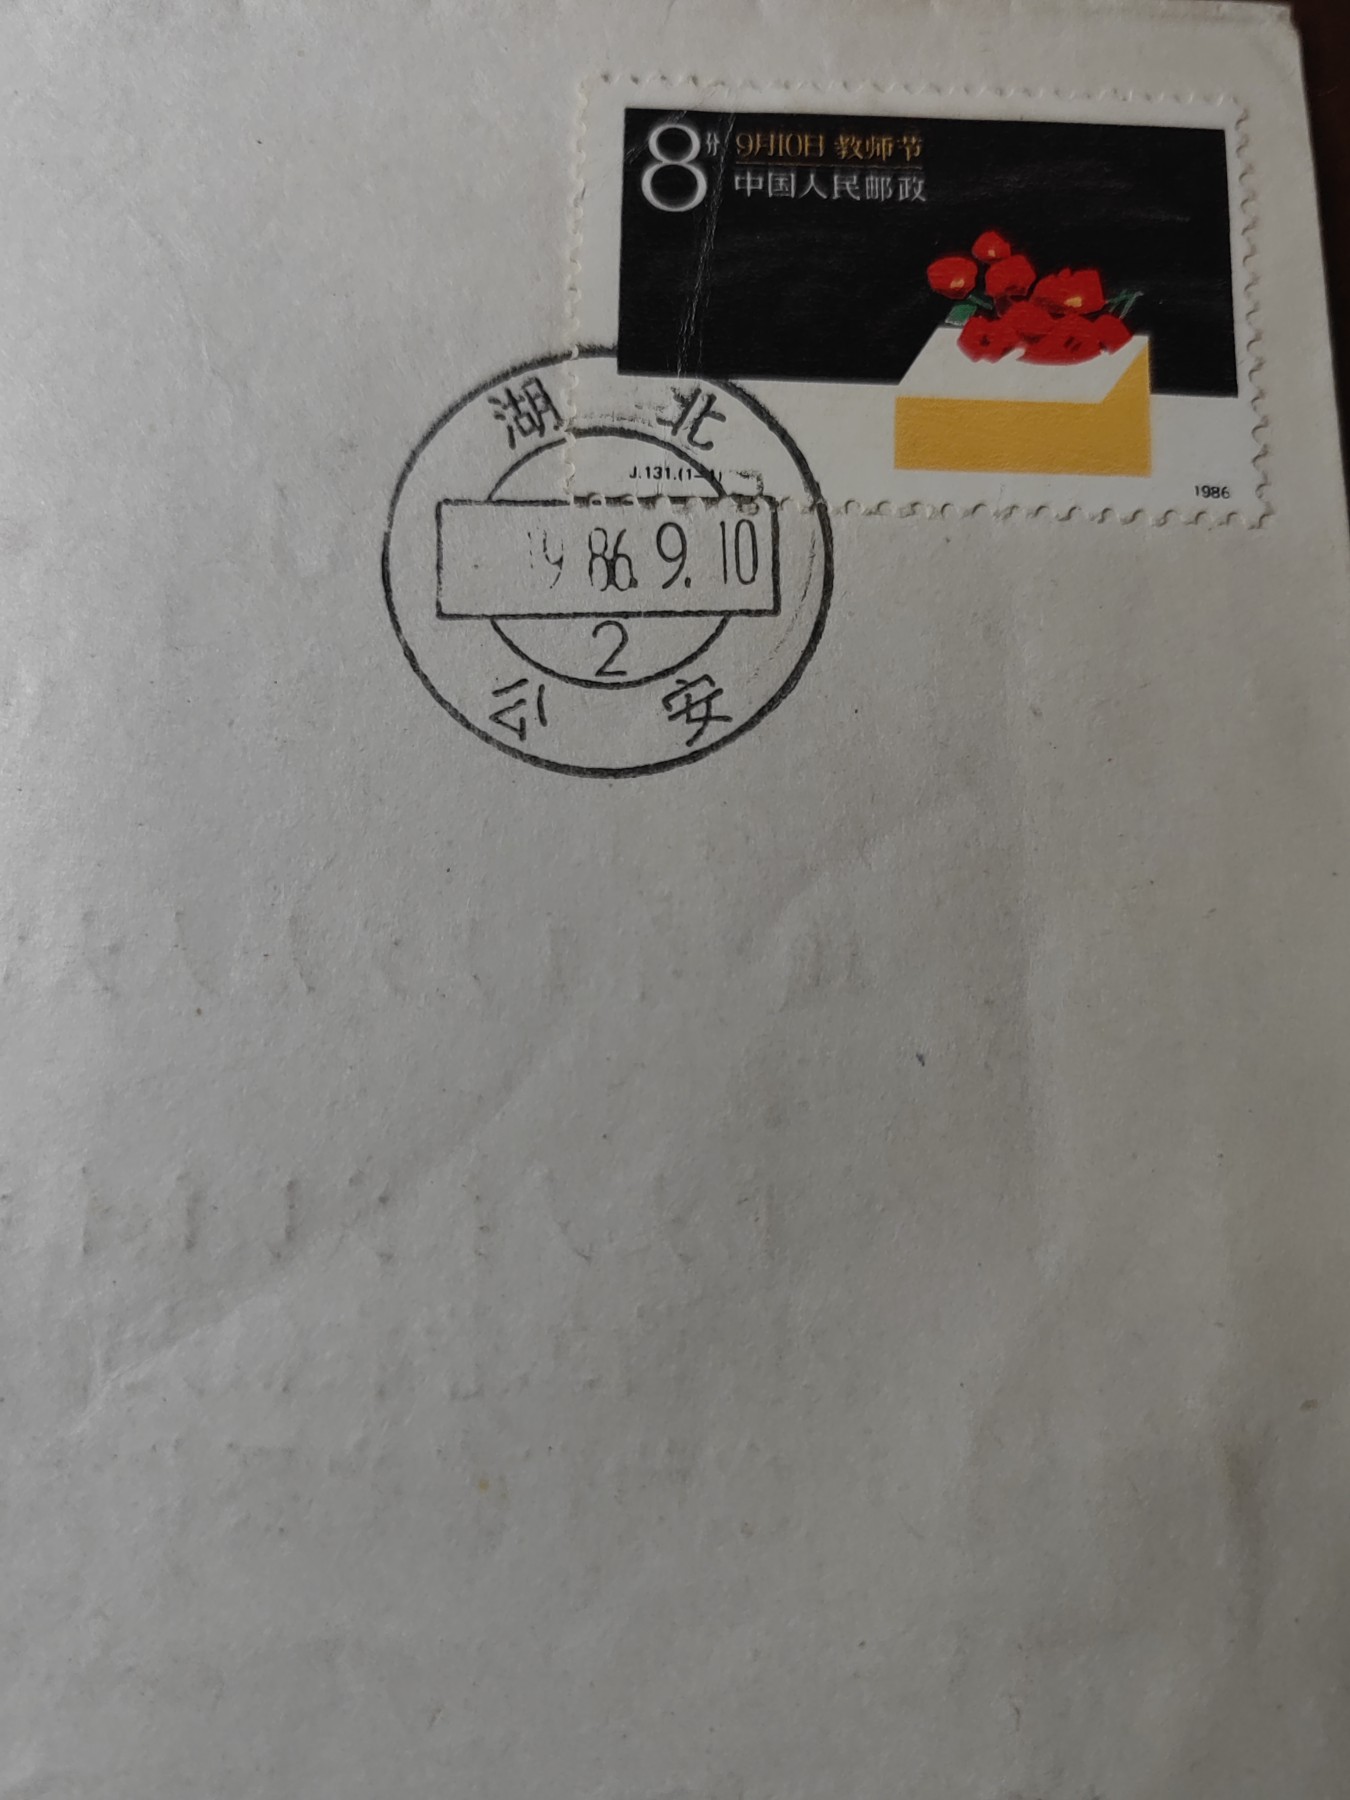 8分
9月10日 教师节
中国人民邮政
J.131.(1-1)
1986
湖北
1986.9.10
2
公安